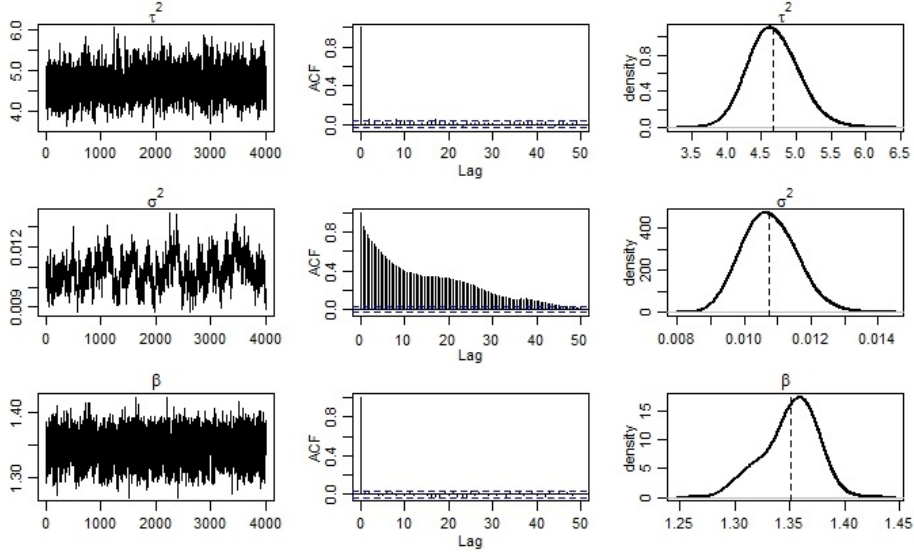 τ²
τ²
6.0
5.0
4.0
0 1000 2000 3000 4000
ACF
0.0 0.4 0.8
0 10 20 30 40 50
Lag
density
0.0 0.4 0.8
3.5 4.0 4.5 5.0 5.5 6.0 6.5
σ²
σ²
0.012
0.009
0 1000 2000 3000 4000
ACF
0.0 0.4 0.8
0 10 20 30 40 50
Lag
density
0 200 400
0.008 0.010 0.012 0.014
β
β
1.40
1.30
0 1000 2000 3000 4000
ACF
0.0 0.4 0.8
0 10 20 30 40 50
Lag
density
0 5 10 15
1.25 1.30 1.35 1.40 1.45